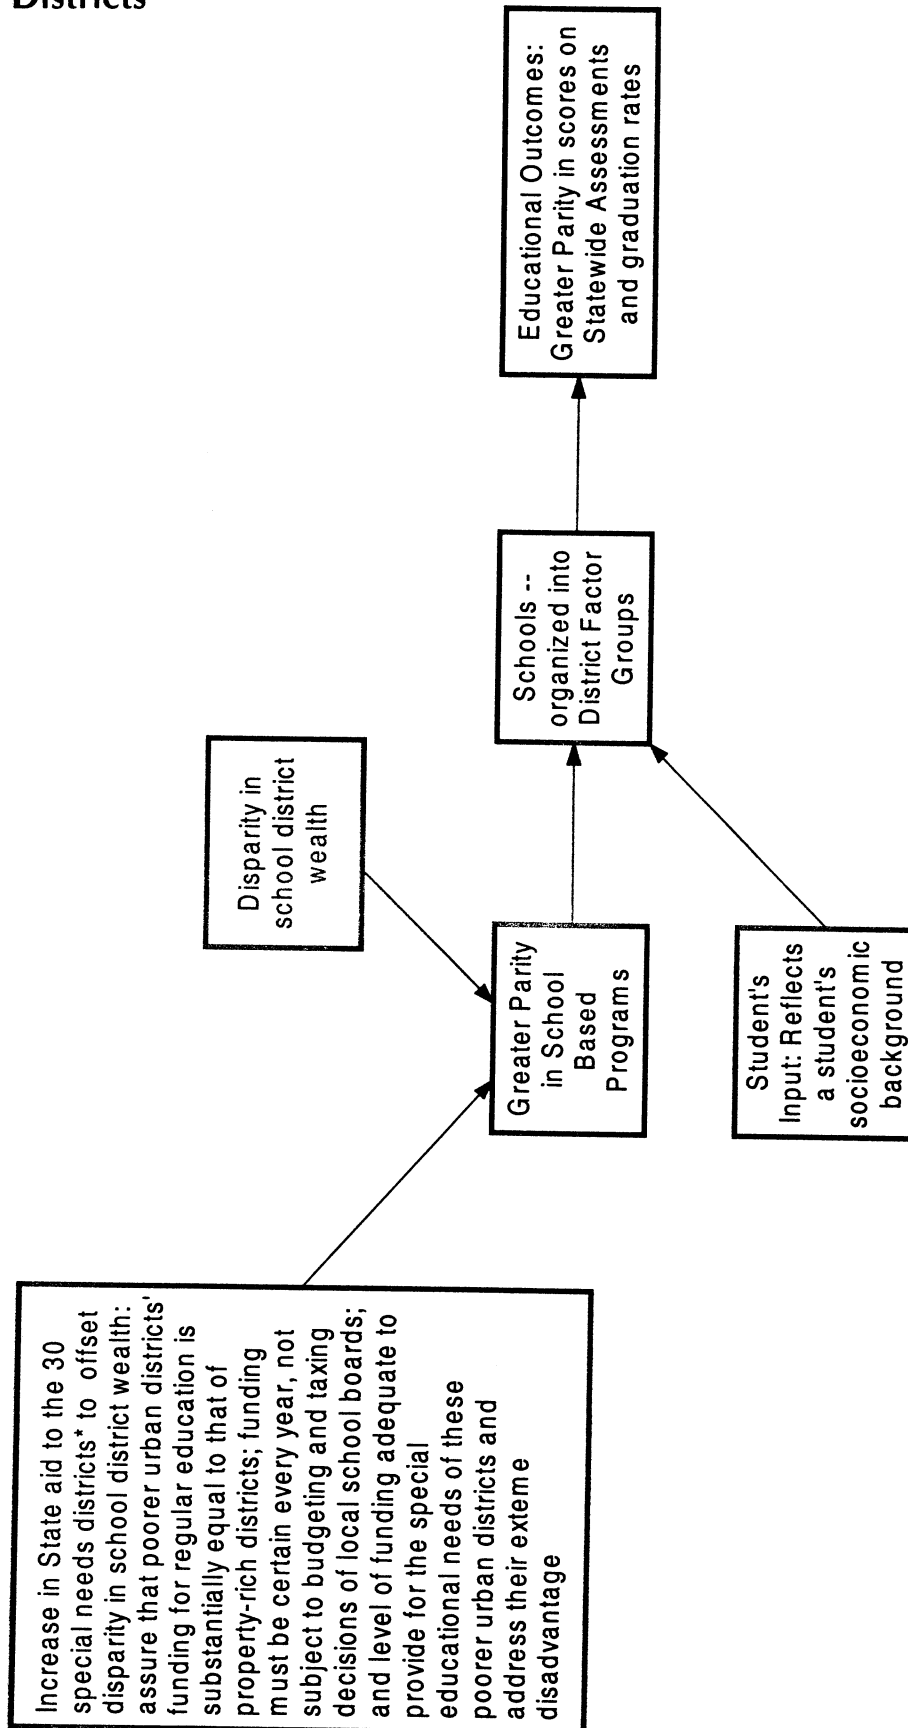 Districts
Increase in State aid to the 30
special needs districts* to offset
disparity in school district wealth:
assure that poorer urban districts'
funding for regular education is
substantially equal to that of
property-rich districts; funding
must be certain every year, not
subject to budgeting and taxing
decisions of local school boards;
and level of funding adequate to
provide for the special
educational needs of these
poorer urban districts and
address their exteme
disadvantage
Disparity in
school district
wealth
Greater Parity
in School
Based
Programs
Student's
Input: Reflects
a student's
socioeconomic
background
Schools --
organized into
District Factor
Groups
Educational Outcomes:
Greater Parity in scores on
Statewide Assessments
and graduation rates